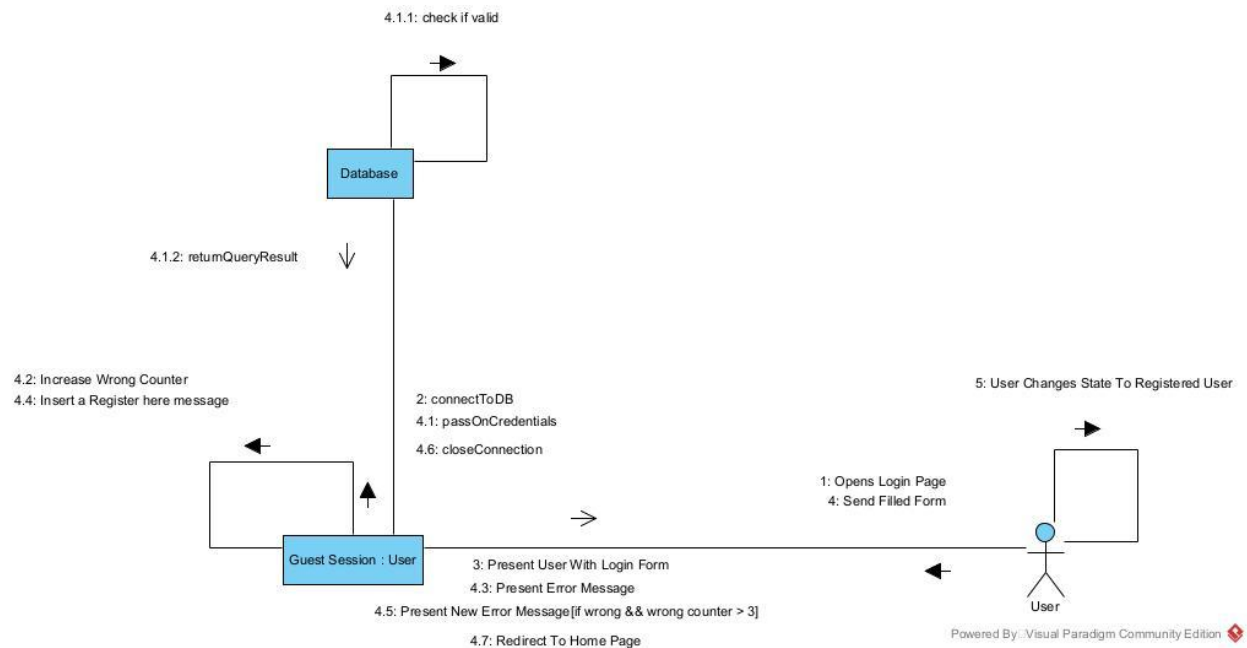 4.1.1: check if valid
Database
4.1.2: returnQueryResult
4.2: Increase Wrong Counter
4.4: Insert a Register here message
2: connectToDB
4.1: passOnCredentials
4.6: closeConnection
5: User Changes State To Registered User
1: Opens Login Page
4: Send Filled Form
Guest Session : User
3: Present User With Login Form
4.3: Present Error Message
4.5: Present New Error Message[if wrong && wrong counter > 3]
4.7: Redirect To Home Page
User
Powered By Visual Paradigm Community Edition